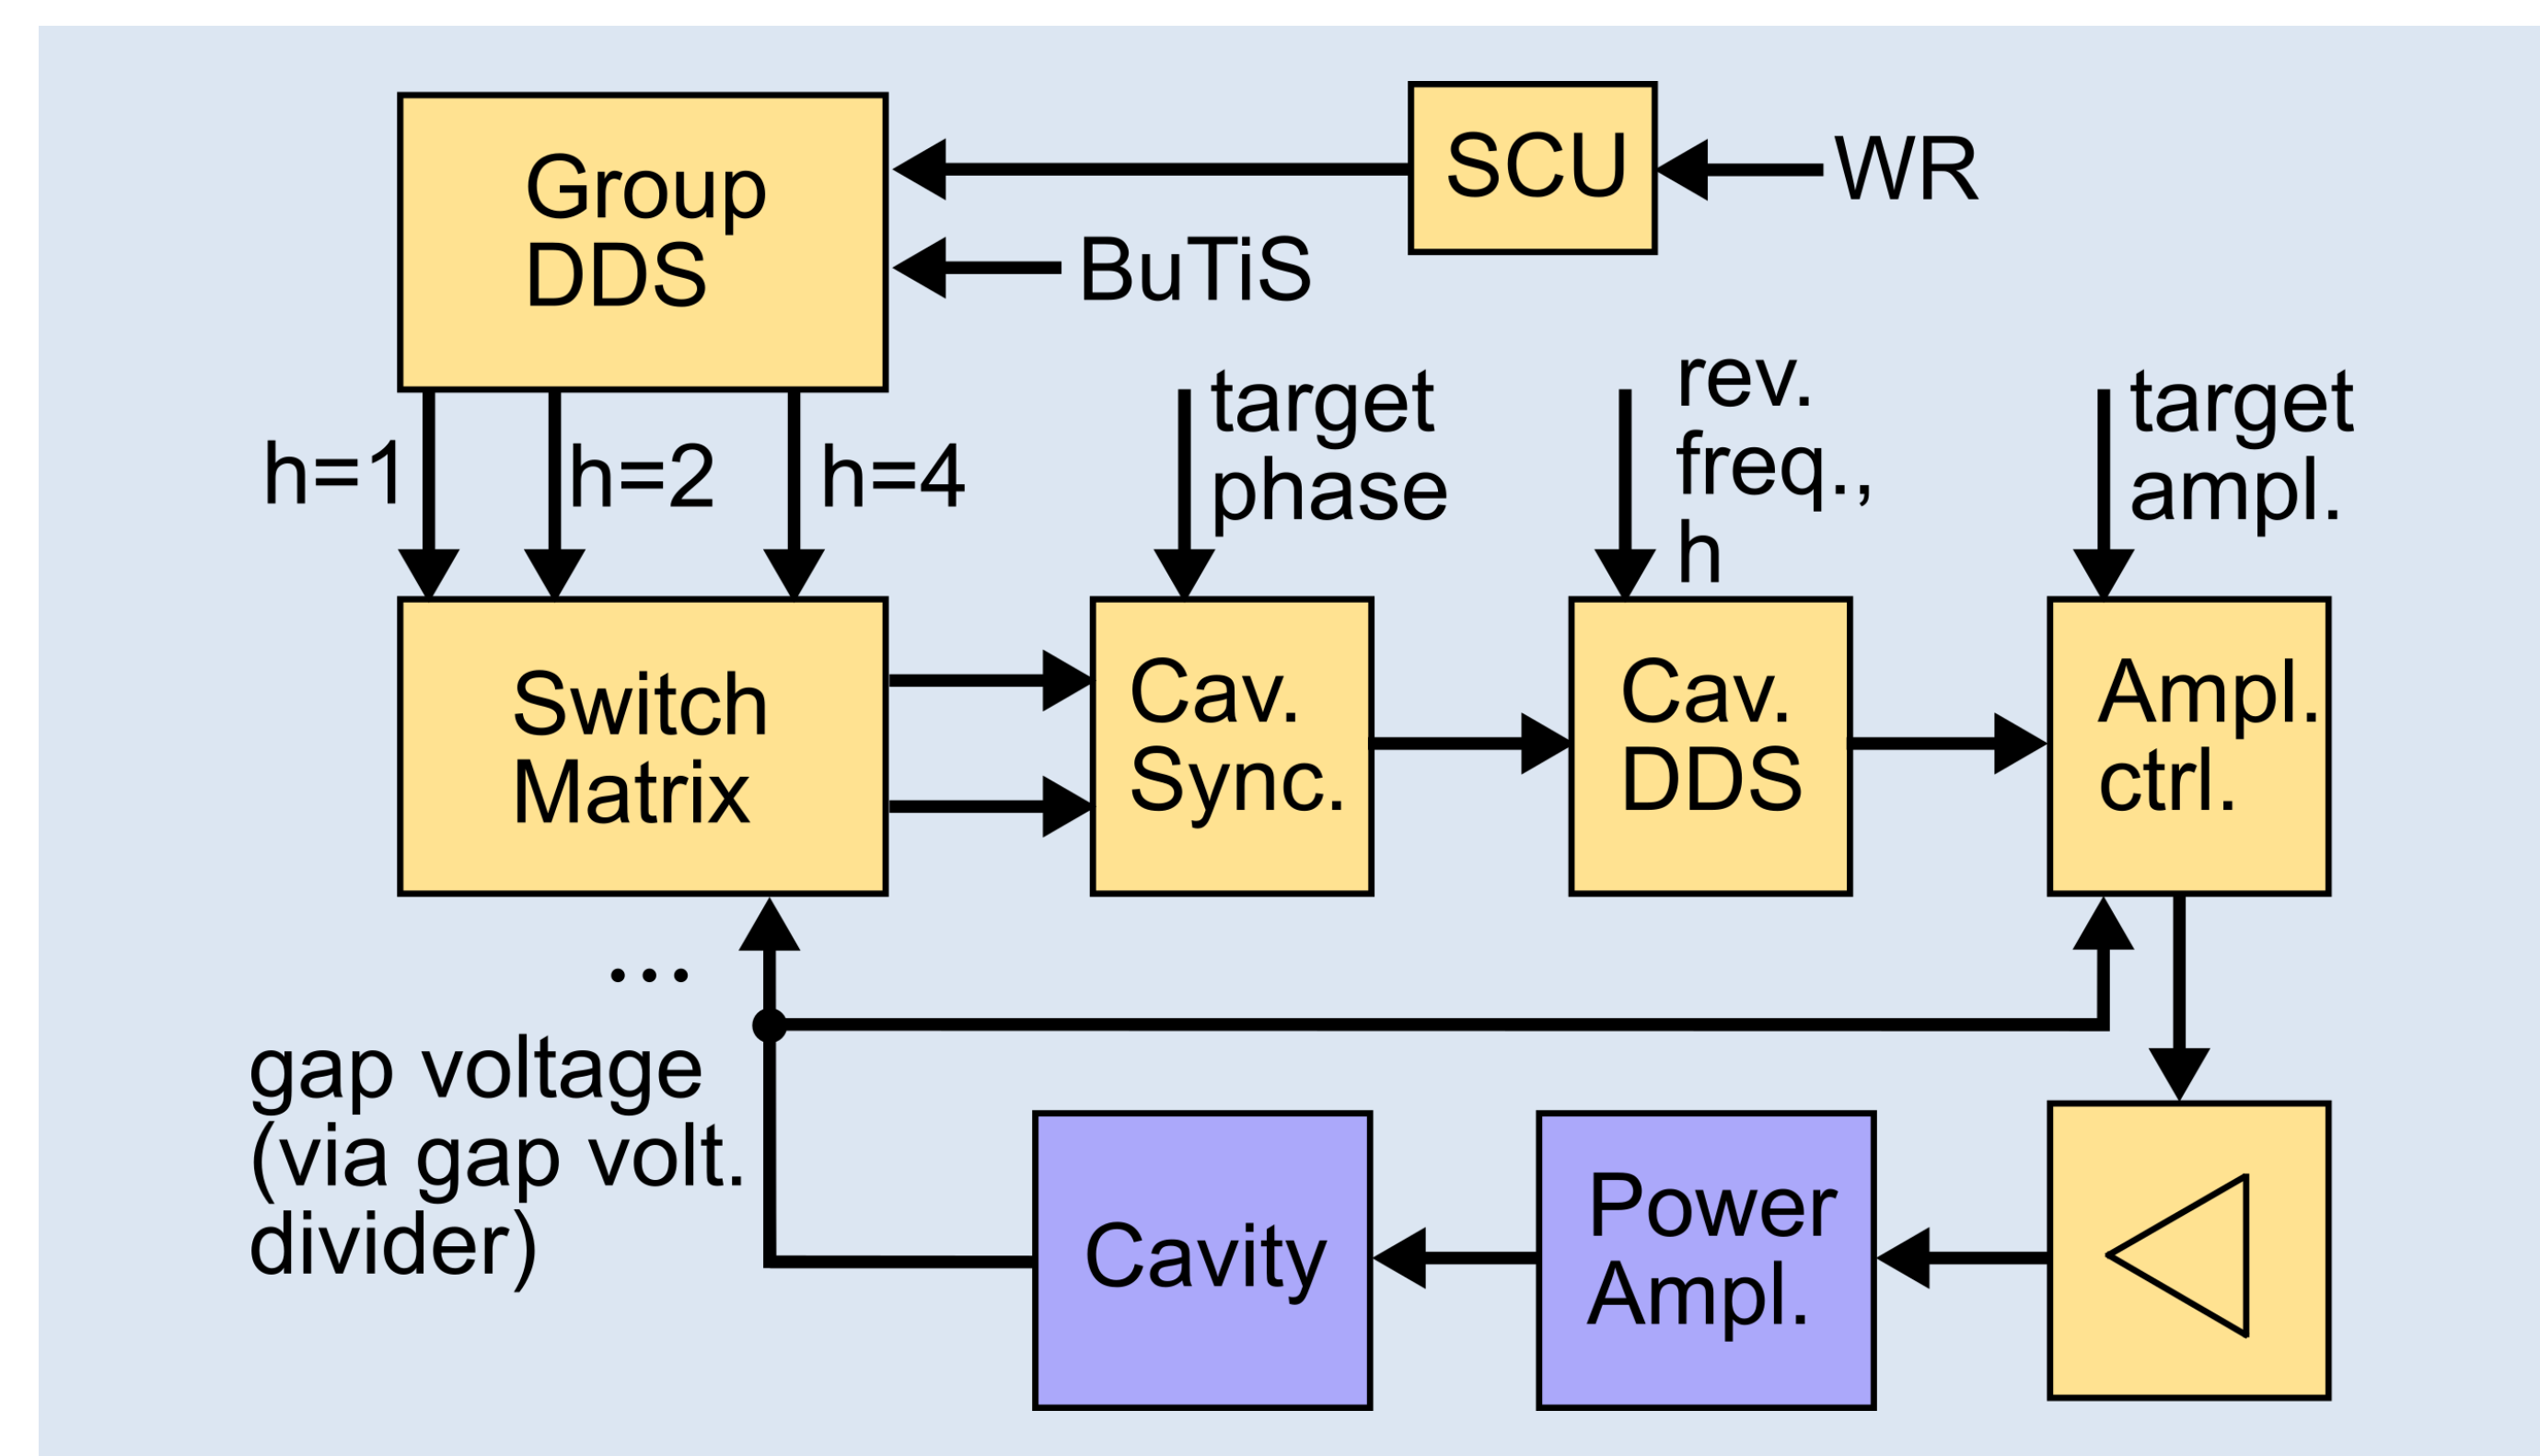 Group
DDS
SCU
WR
BuTiS
h=1
h=2
h=4
target
phase
rev.
freq.,
h
target
ampl.
Switch
Matrix
Cav.
Sync.
Cav.
DDS
Ampl.
ctrl.
...
gap voltage
(via gap volt.
divider)
Cavity
Power
Ampl.